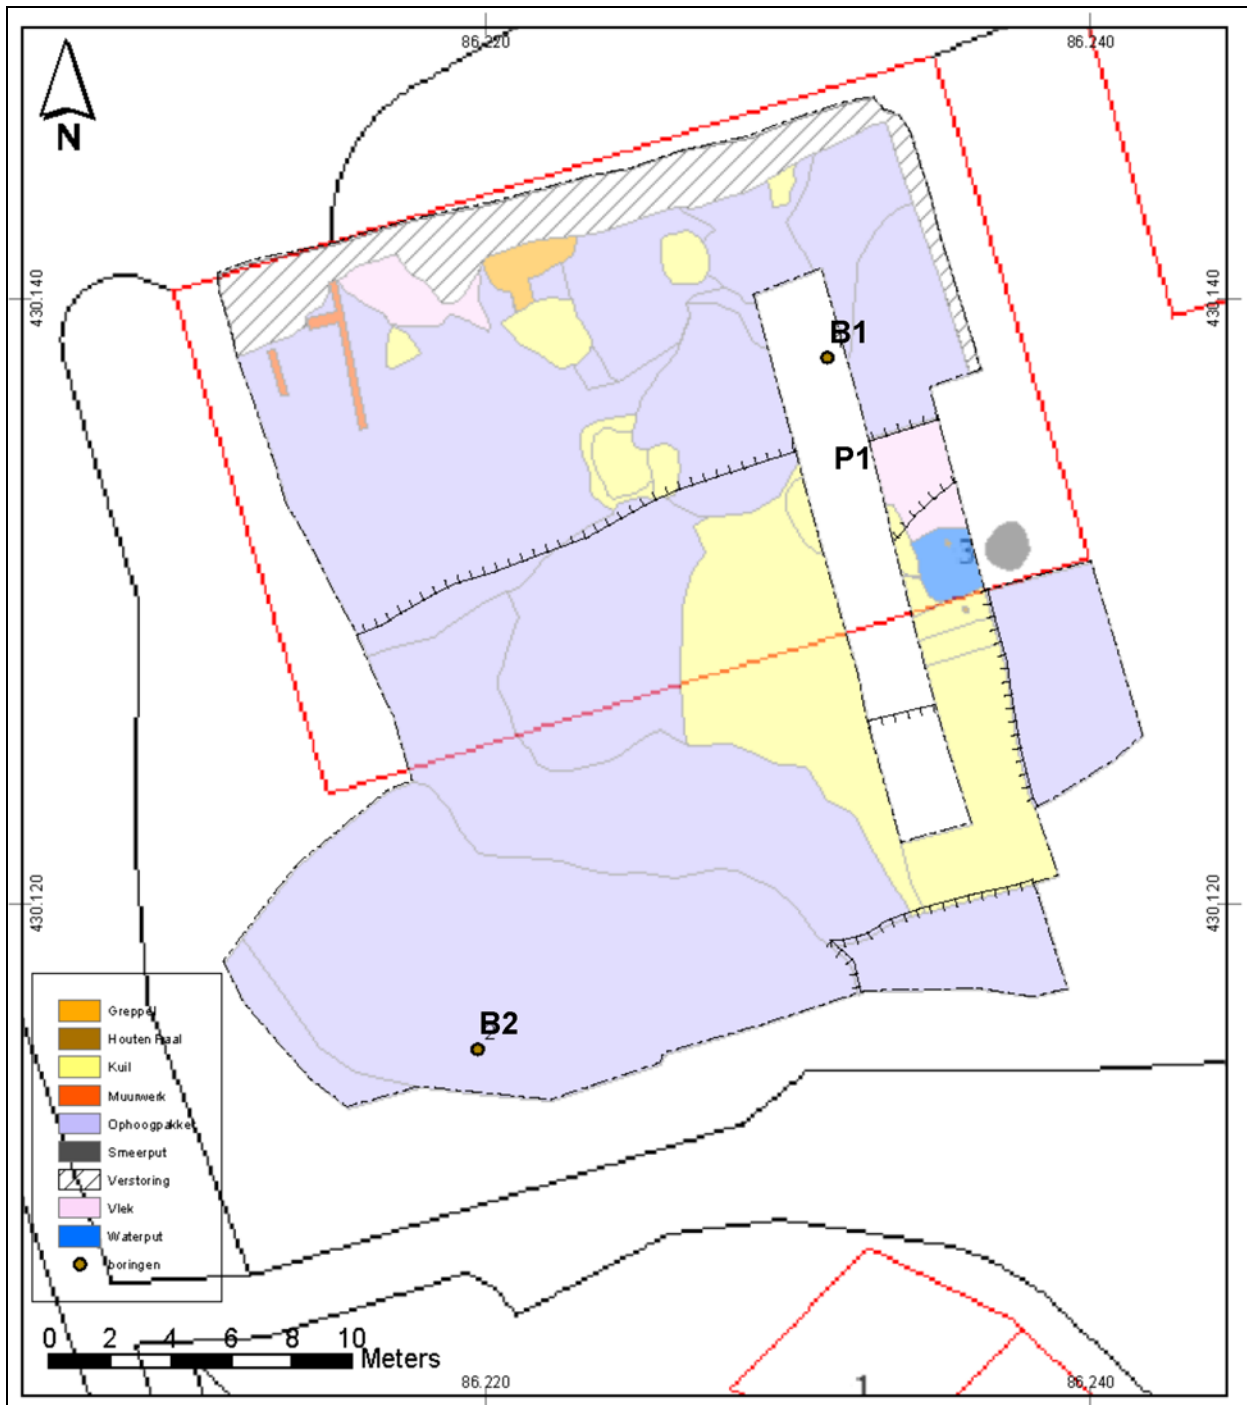 86.220 86.240
N
430.140 430.140
B1
P1
3
430.120 430.120
B2
2
Greppel
Houten Paal
Kuil
Muurwerk
Ophoogpakket
Smeerput
Verstoring
Vlek
Waterput
boringen
0 2 4 6 8 10
Meters
86.220 86.240
1